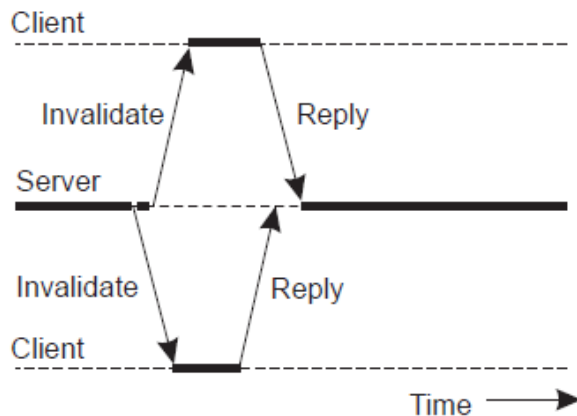 Client
Invalidate
Reply
Server
Invalidate
Reply
Client
Time